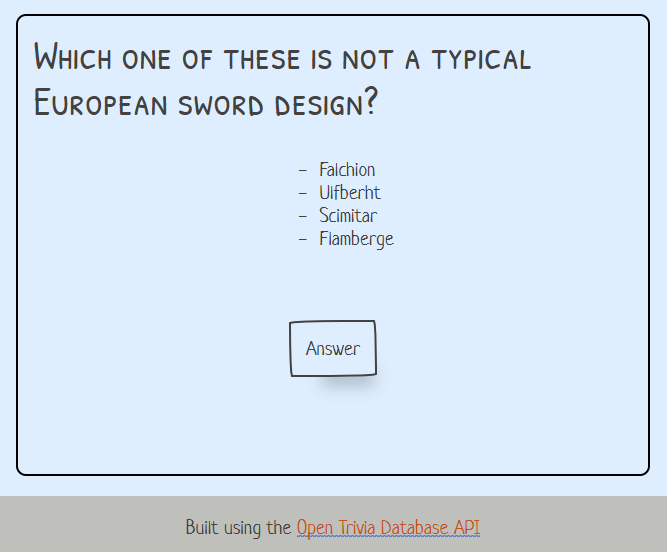 Which one of these is not a typical
European sword design?
- Falchion
- Ulfberht
- Scimitar
- Flamberge
Answer
Built using the Open Trivia Database API